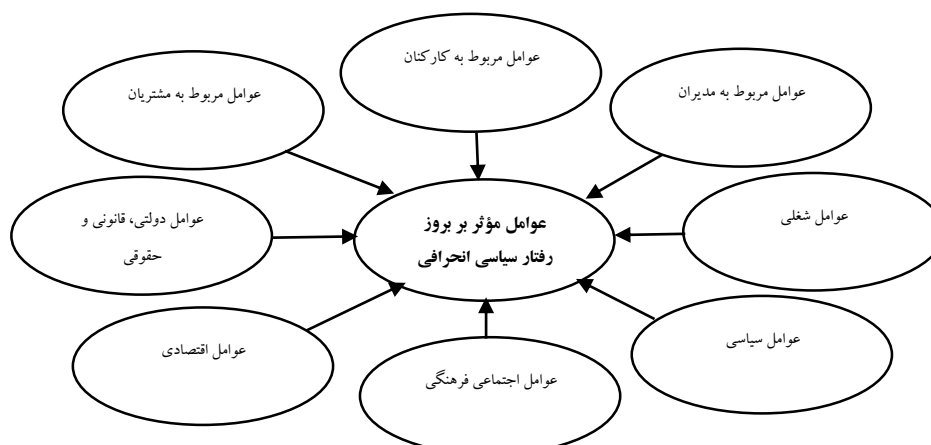 عوامل مربوط به کارکنان
عوامل مربوط به مدیران
عوامل مربوط به مشتریان
عوامل شغلی
عوامل مؤثر بر بروز
رفتار سیاسی انحرافی
عوامل دولتی، قانونی و
حقوقی
عوامل سیاسی
عوامل اقتصادی
عوامل اجتماعی فرهنگی